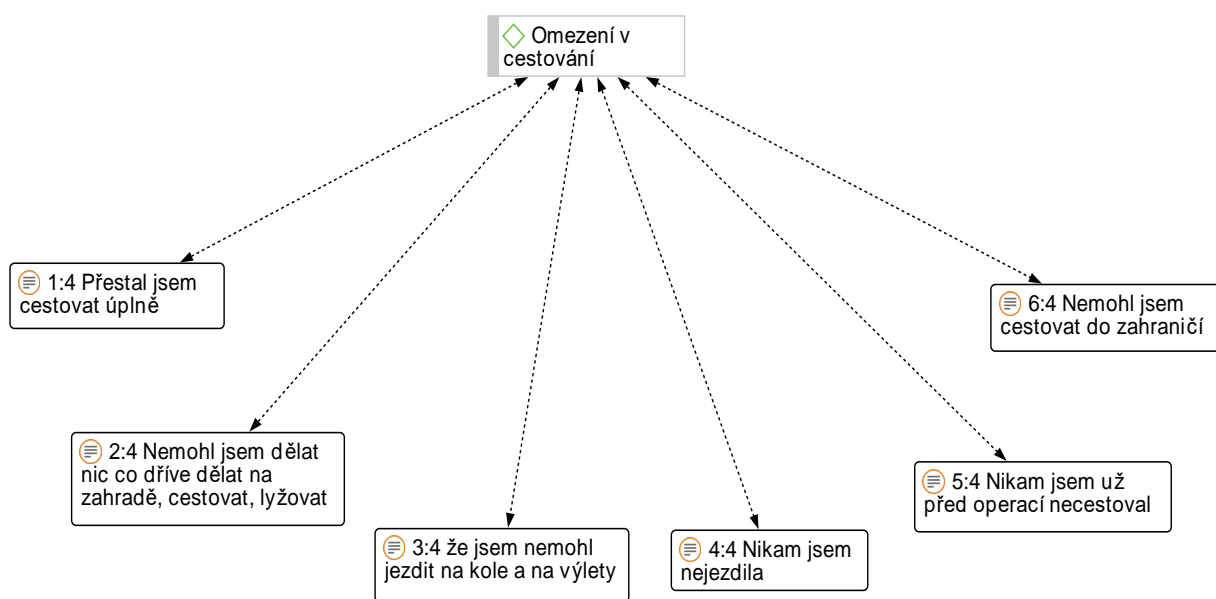 Omezení v
cestování
1:4 Přestal jsem
cestovat úplně
6:4 Nemohl jsem
cestovat do zahraničí
2:4 Nemohl jsem dělat
nic co dříve dělat na
zahradě, cestovat, lyžovat
5:4 Nikam jsem už
před operací necestoval
3:4 že jsem nemohl
jezdit na kole a na výlety
4:4 Nikam jsem
nejezdila